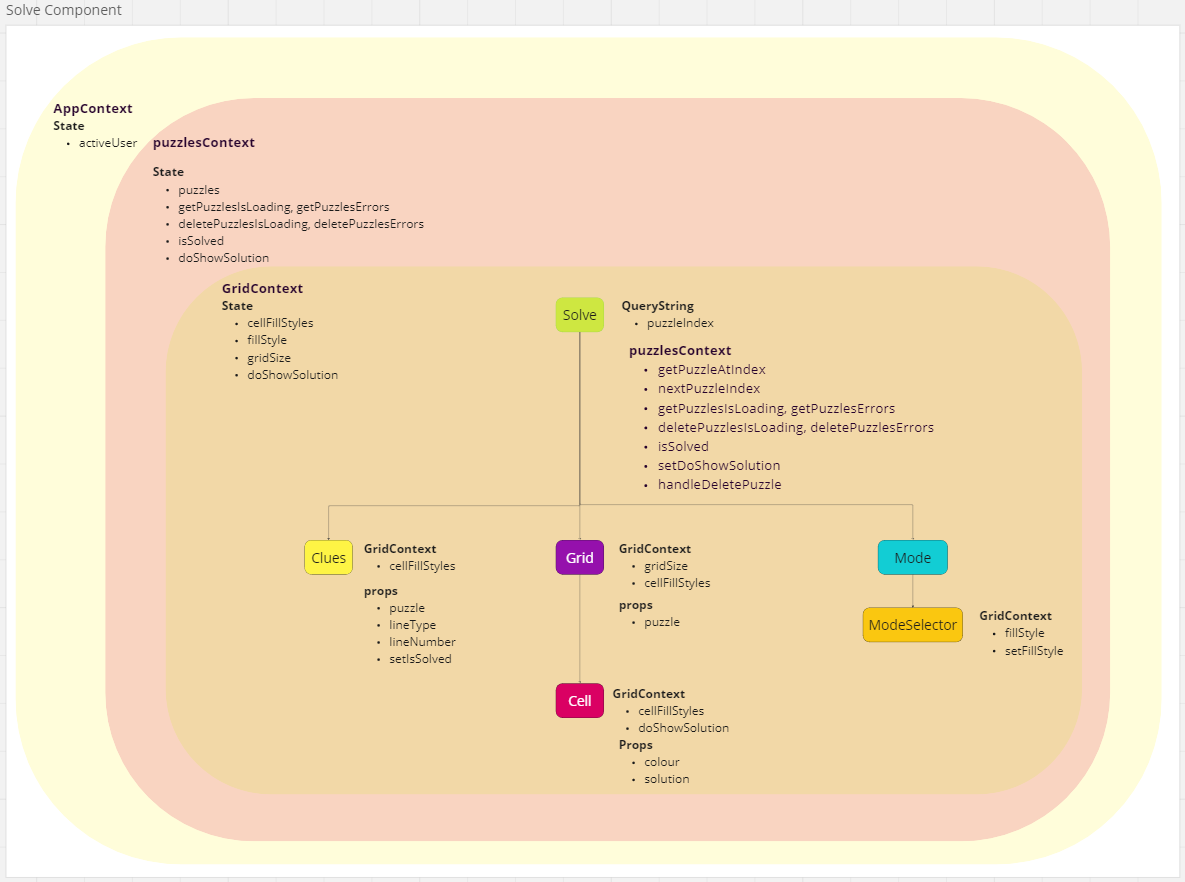 Solve Component
AppContext
State
• activeUser
puzzlesContext
State
• puzzles
• getPuzzlesIsLoading, getPuzzlesErrors
• deletePuzzlesIsLoading, deletePuzzlesErrors
• isSolved
• doShowSolution
GridContext
State
• cellFillStyles
• fillStyle
• gridSize
• doShowSolution
Solve
QueryString
• puzzleIndex
puzzlesContext
• getPuzzleAtIndex
• nextPuzzleIndex
• getPuzzlesIsLoading, getPuzzlesErrors
• deletePuzzlesIsLoading, deletePuzzlesErrors
• isSolved
• setDoShowSolution
• handleDeletePuzzle
Clues
GridContext
• cellFillStyles
props
• puzzle
• lineType
• lineNumber
• setIsSolved
Grid
GridContext
• gridSize
• cellFillStyles
props
• puzzle
Mode
ModeSelector
GridContext
• fillStyle
• setFillStyle
Cell
GridContext
• cellFillStyles
• doShowSolution
Props
• colour
• solution